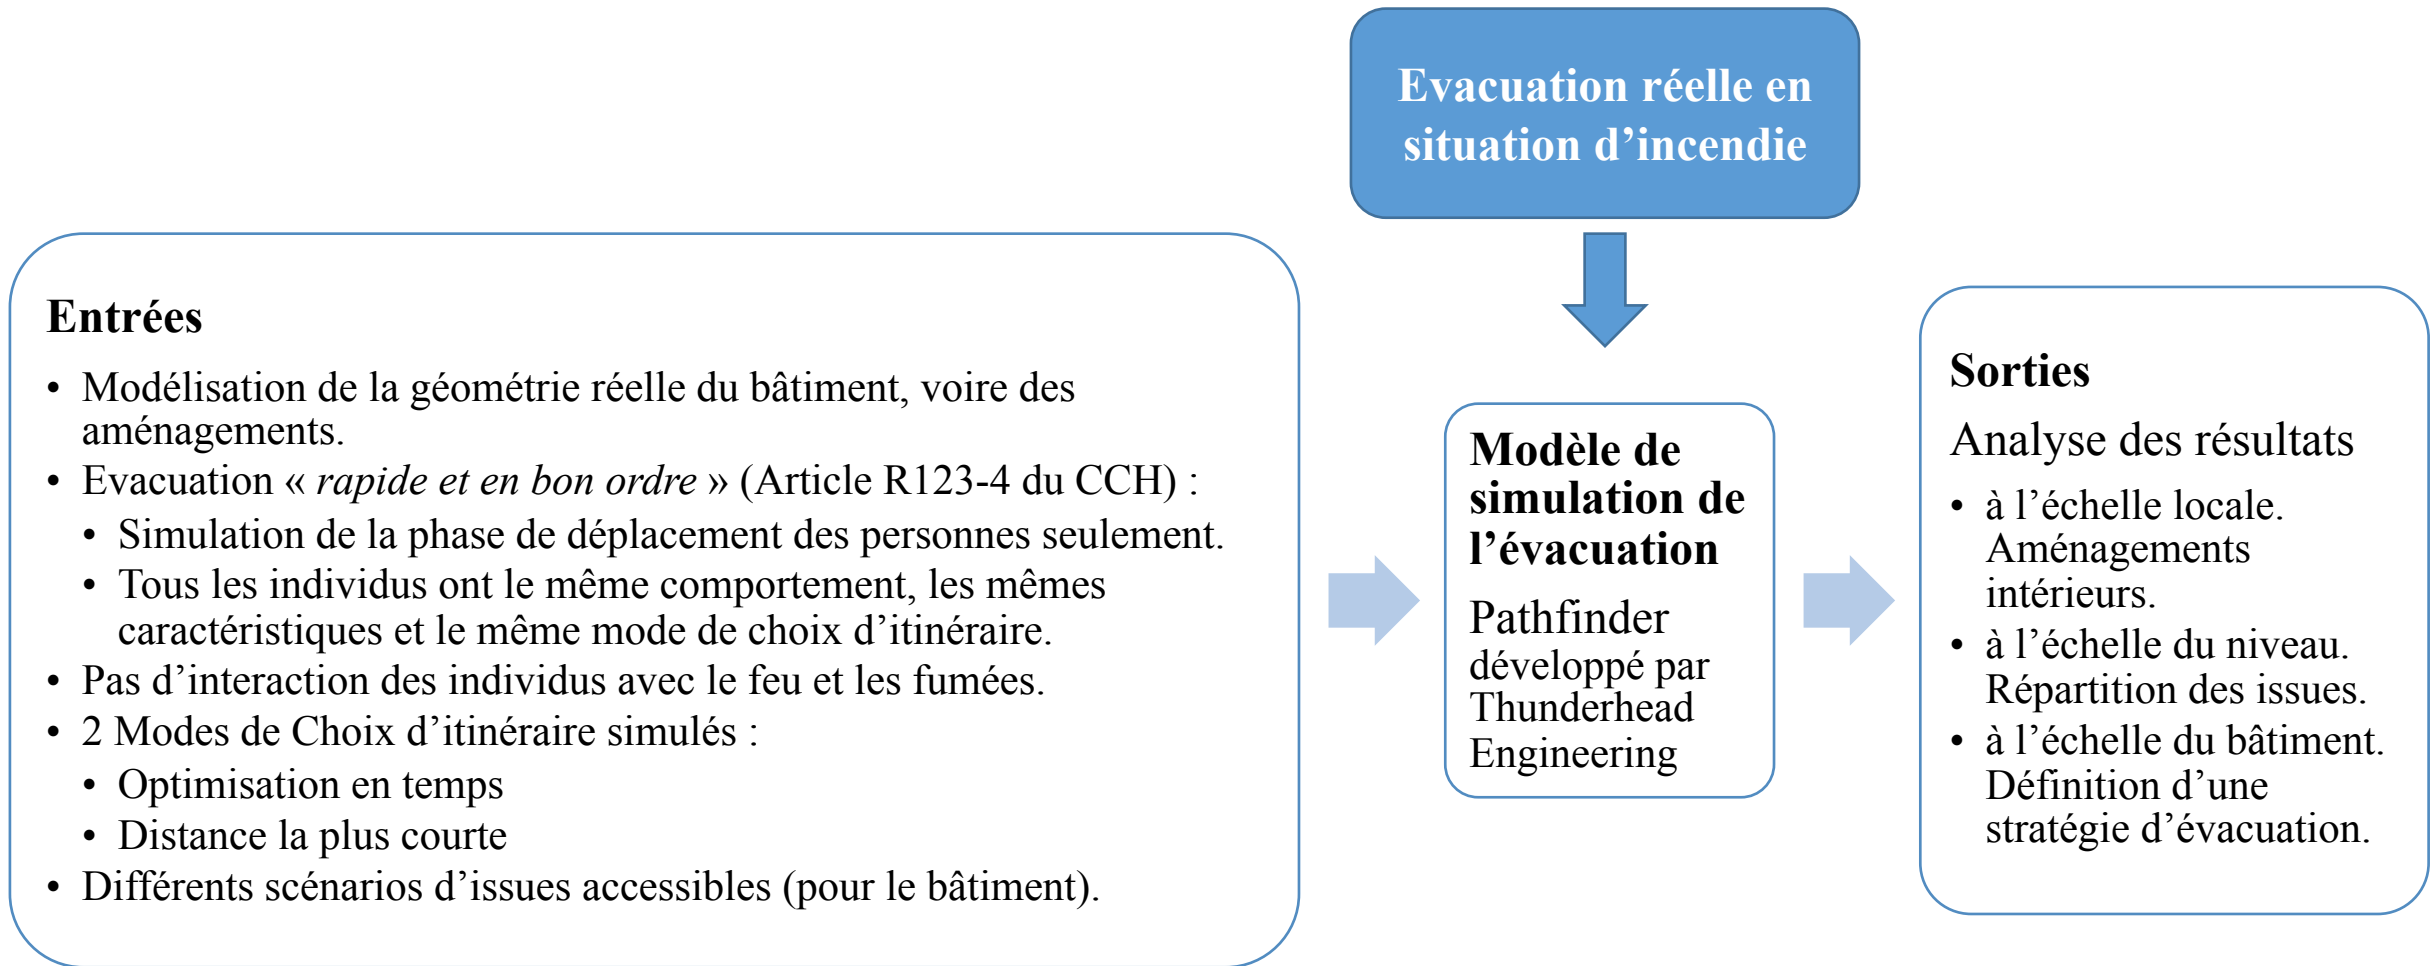 Evacuation réelle en
situation d’incendie
Entrées
• Modélisation de la géométrie réelle du bâtiment, voire des
aménagements.
• Evacuation « rapide et en bon ordre » (Article R123-4 du CCH) :
• Simulation de la phase de déplacement des personnes seulement.
• Tous les individus ont le même comportement, les mêmes
caractéristiques et le même mode de choix d’itinéraire.
• Pas d’interaction des individus avec le feu et les fumées.
• 2 Modes de Choix d’itinéraire simulés :
• Optimisation en temps
• Distance la plus courte
• Différents scénarios d’issues accessibles (pour le bâtiment).
Modèle de
simulation de
l’évacuation
Pathfinder
développé par
Thunderhead
Engineering
Sorties
Analyse des résultats
• à l’échelle locale.
Aménagements
intérieurs.
• à l’échelle du niveau.
Répartition des issues.
• à l’échelle du bâtiment.
Définition d’une
stratégie d’évacuation.